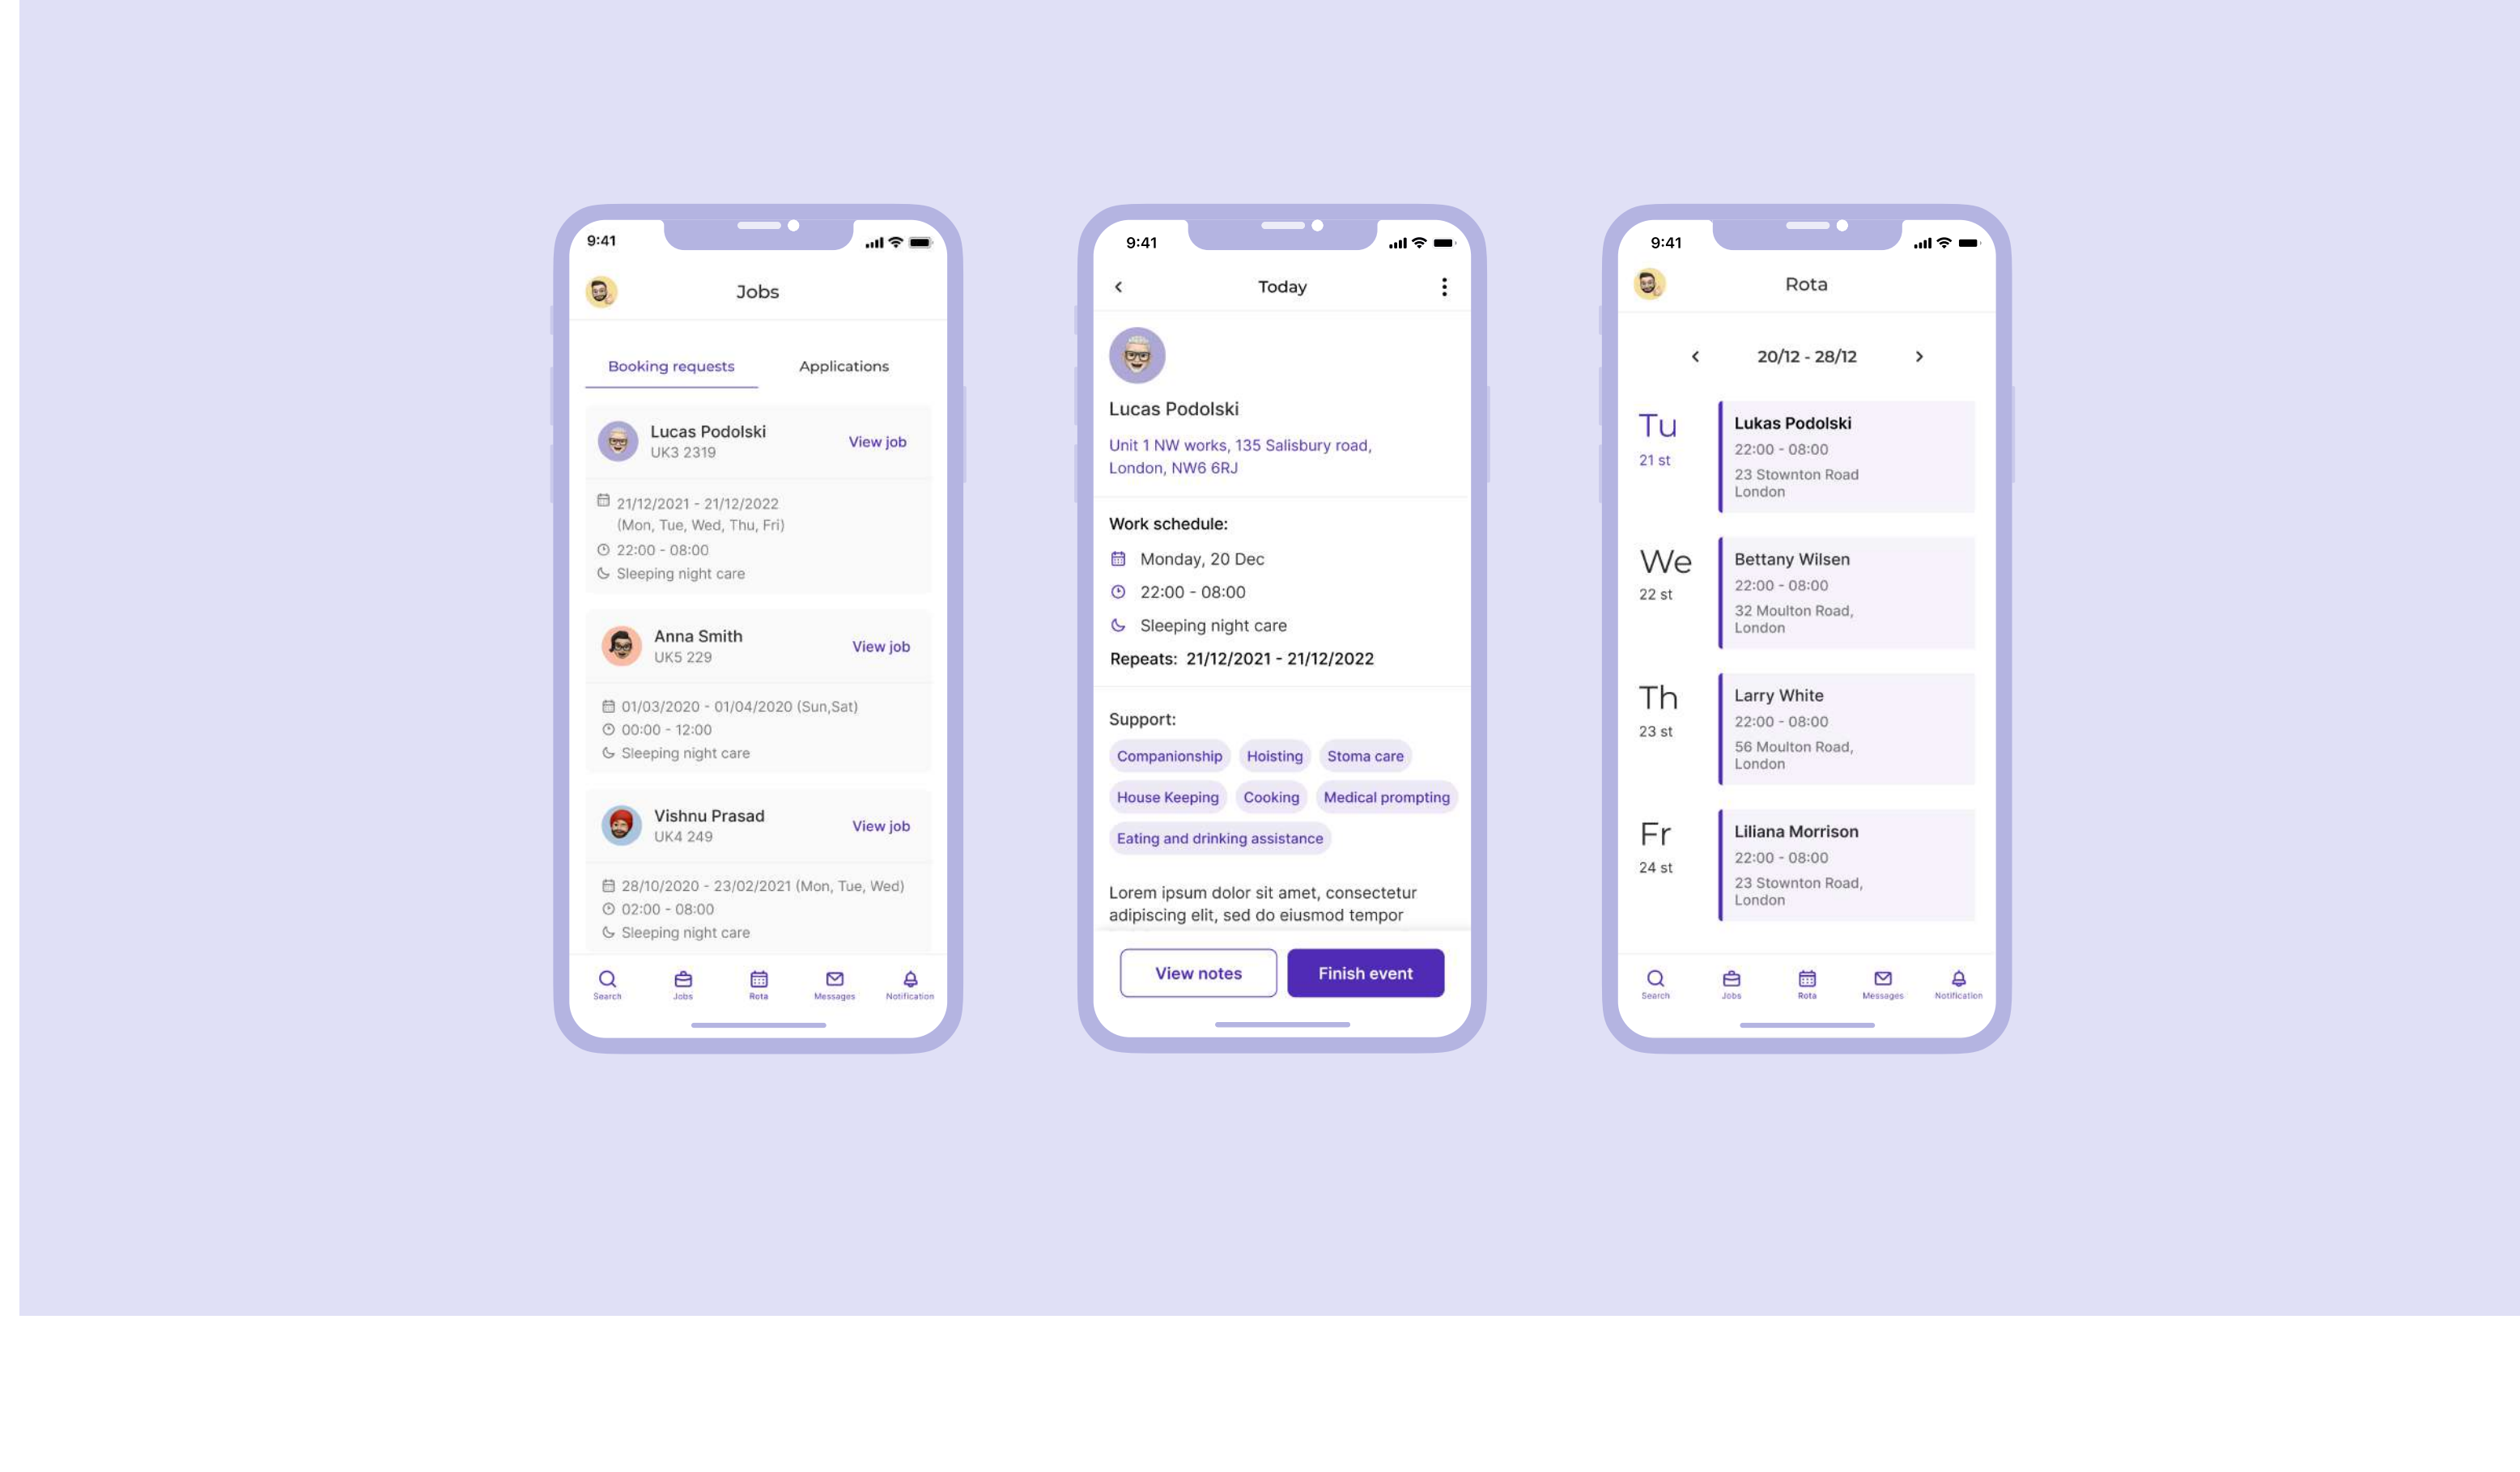 9:41
Jobs
Booking requests
Applications
Lucas Podolski
UK3 2319
View job
21/12/2021 - 21/12/2022
(Mon, Tue, Wed, Thu, Fri)
22:00 - 08:00
Sleeping night care
Anna Smith
UK5 229
View job
01/03/2020 - 01/04/2020 (Sun,Sat)
00:00 - 12:00
Sleeping night care
Vishnu Prasad
UK4 249
View job
28/10/2020 - 23/02/2021 (Mon, Tue, Wed)
02:00 - 08:00
Sleeping night care
Search
Jobs
Rota
Messages
Notification
9:41
Today
Lucas Podolski
Unit 1 NW works, 135 Salisbury road,
London, NW6 6RJ
Work schedule:
Monday, 20 Dec
22:00 - 08:00
Sleeping night care
Repeats: 21/12/2021 - 21/12/2022
Support:
Companionship
Hoisting
Stoma care
House Keeping
Cooking
Medical prompting
Eating and drinking assistance
Lorem ipsum dolor sit amet, consectetur
adipiscing elit, sed do eiusmod tempor
View notes
Finish event
9:41
Rota
20/12 - 28/12
Tu
21 st
Lukas Podolski
22:00 - 08:00
23 Stownton Road
London
We
22 st
Bettany Wilsen
22:00 - 08:00
32 Moulton Road,
London
Th
23 st
Larry White
22:00 - 08:00
56 Moulton Road,
London
Fr
24 st
Liliana Morrison
22:00 - 08:00
23 Stownton Road,
London
Search
Jobs
Rota
Messages
Notification